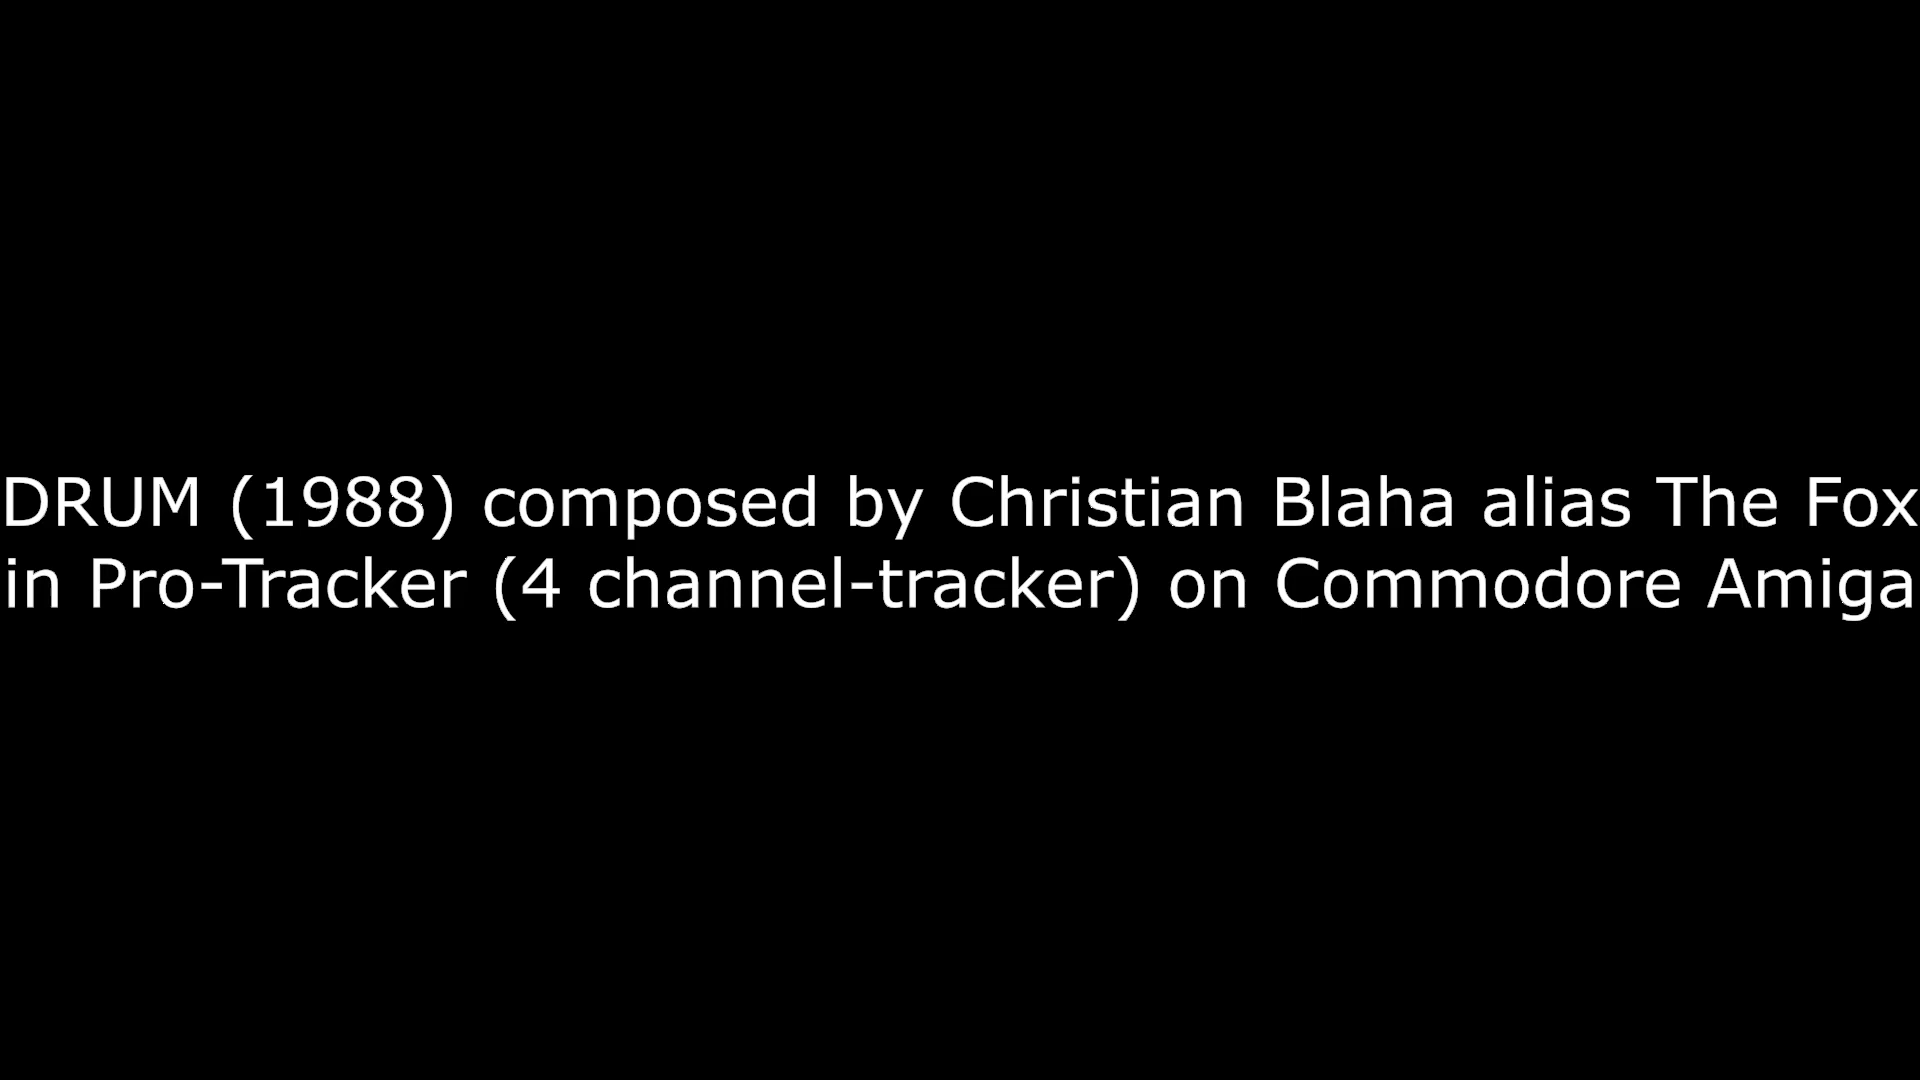 DRUM (1988) composed by Christian Blaha alias The Fox
in Pro-Tracker (4 channel-tracker) on Commodore Amiga